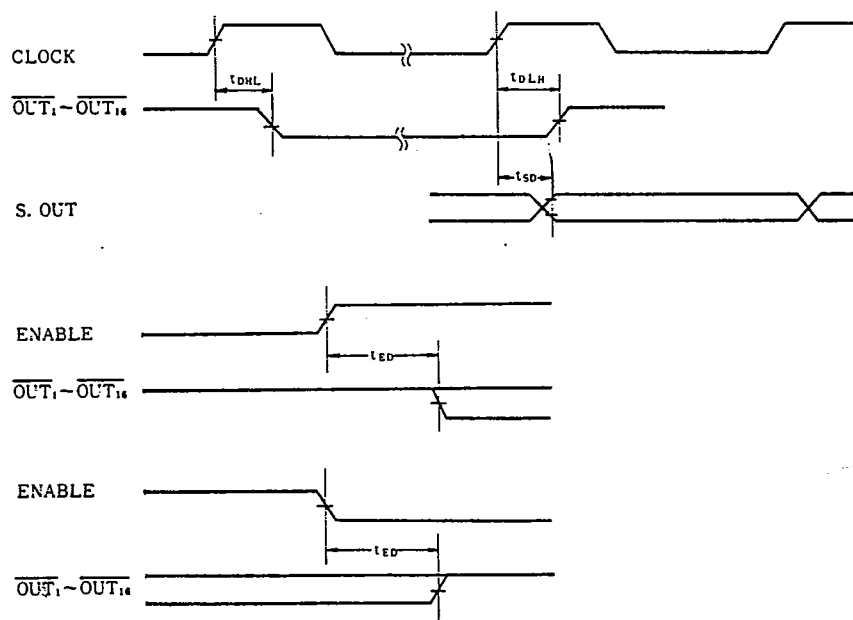 CLOCK
tDHL
tDLH
OUT₁~OUT₁₆
tSD
S. OUT
ENABLE
tED
OUT₁~OUT₁₆
ENABLE
tED
OUT₁~OUT₁₆